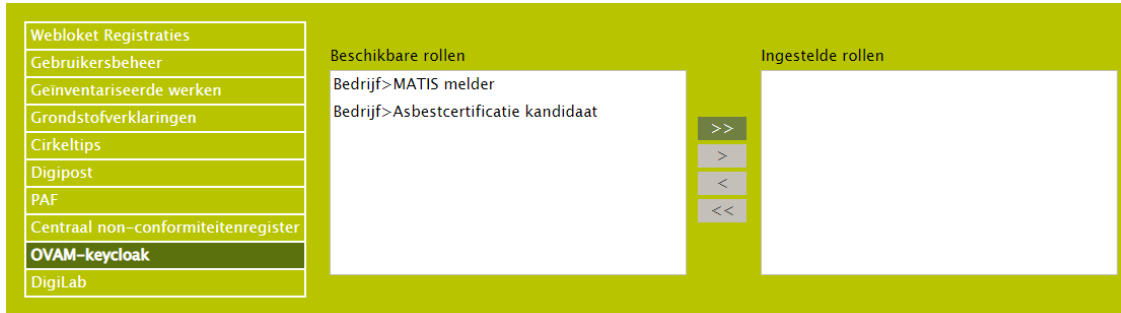 Webloket Registraties
Gebruikersbeheer
Geïnventariseerde werken
Grondstofverklaringen
Cirkeltips
Digipost
PAF
Centraal non-conformiteitenregister
OVAM-keycloak
DigiLab
Beschikbare rollen
Bedrijf>MATIS melder
Bedrijf>Asbestcertificatie kandidaat
>>
>
<
<<
Ingestelde rollen